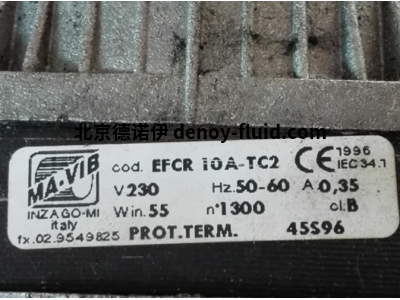 北京德诺伊 denoy-fluid.com
MA-VIB
INZAGO-MI
italy
fx.02.9549825
cod. EFCR 10A-TC2 CE 1996
IEC 34.1
V 230 Hz.50-60 A 0,35
Win. 55 n°1300 cl.B
PROT.TERM. 45S96